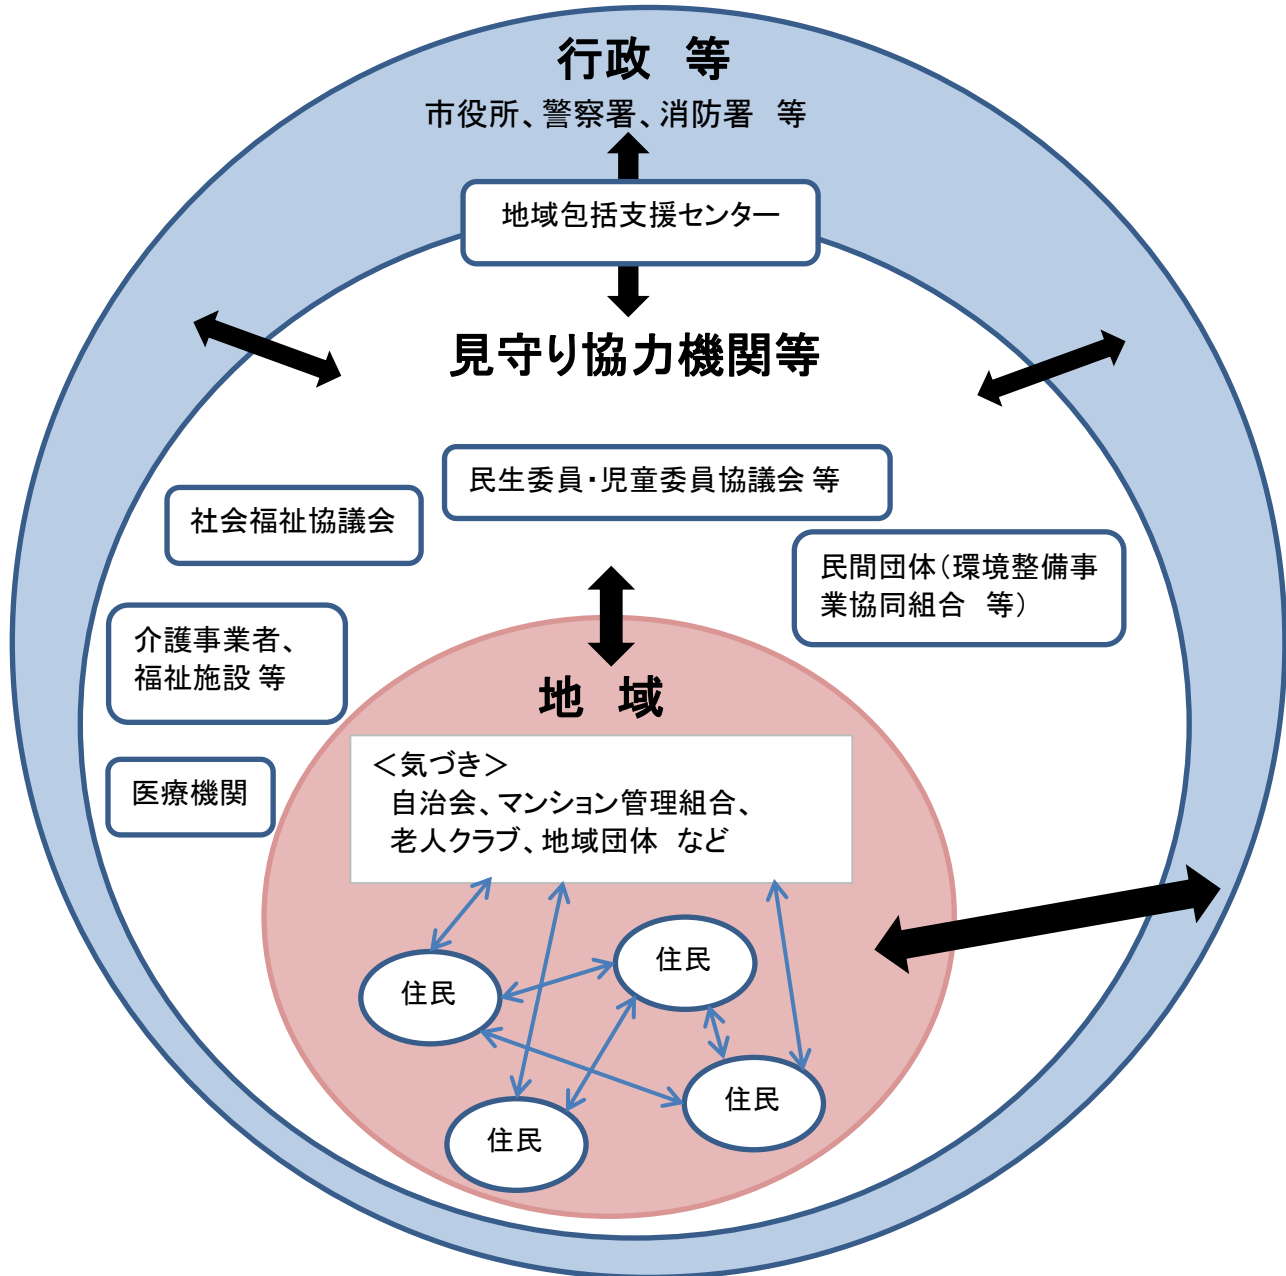 行政　等
市役所、警察署、消防署　等
地域包括支援センター
見守り協力機関等
民生委員・児童委員協議会 等
社会福祉協議会
民間団体（環境整備事
業協同組合　等）
介護事業者、
福祉施設 等
医療機関
地　域
＜気づき＞
自治会、マンション管理組合、
老人クラブ、地域団体　など
住民
住民
住民
住民